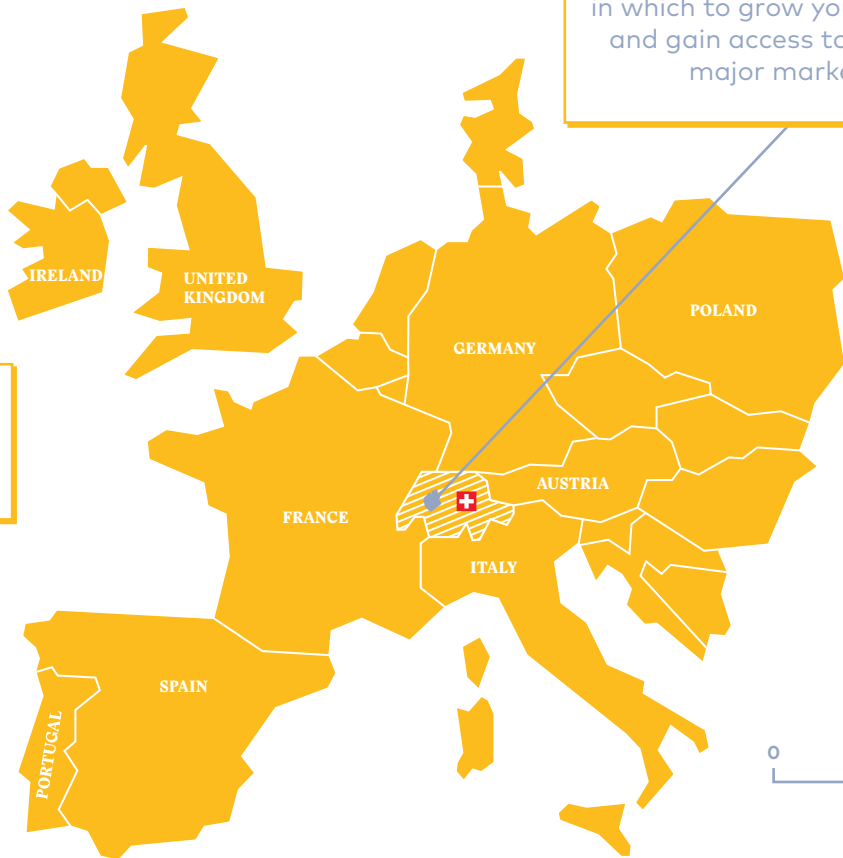 in which to grow yo
and gain access to
major marke
IRELAND
UNITED
KINGDOM
POLAND
GERMANY
AUSTRIA
FRANCE
ITALY
SPAIN
PORTUGAL
0